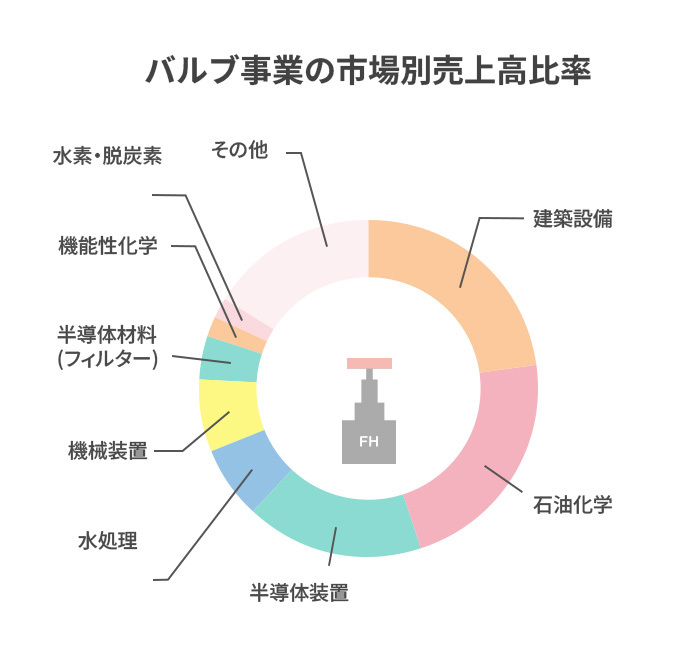 バルブ事業の市場別売上高比率
その他
水素・脱炭素
建築設備
機能性化学
半導体材料
(フィルター)
機械装置
石油化学
水処理
半導体装置
FH